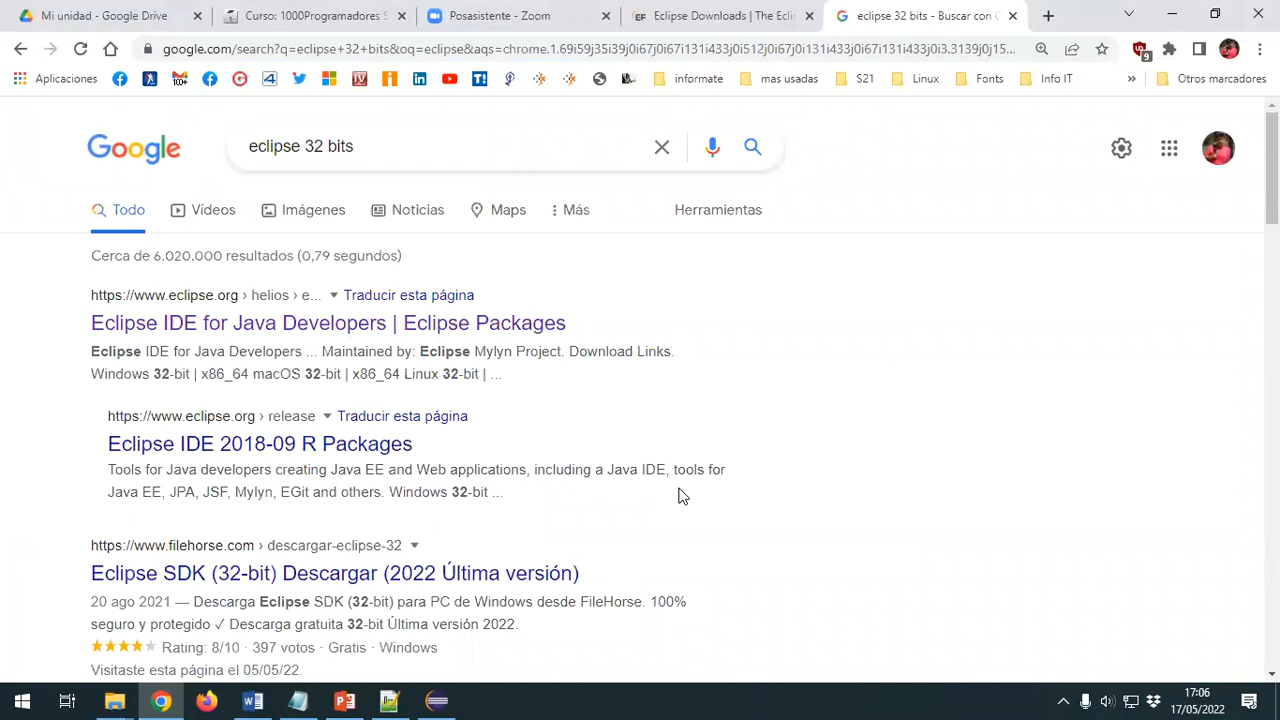 Mi unidad - Google Drive
Curso: 1000Programadores S
Posasistente - Zoom
Eclipse Downloads | The Ecli
eclipse 32 bits - Buscar con G
google.com/search?q=eclipse+32+bits&oq=eclipse&aqs=chrome.1.69i59j35i39j0i67j0i67i131i433j0i512j0i67j0i131i433j0i3.3139j0j15...
9
Aplicaciones
informate
mas usadas
S21
Linux
Fonts
Info IT
»
Otros marcadores
Google
eclipse 32 bits
Todo
Vídeos
Imágenes
Noticias
Maps
Más
Herramientas
Cerca de 6.020.000 resultados (0,79 segundos)
https://www.eclipse.org › helios › e... Traducir esta página
Eclipse IDE for Java Developers | Eclipse Packages
Eclipse IDE for Java Developers ... Maintained by: Eclipse Mylyn Project. Download Links.
Windows 32-bit | x86_64 macOS 32-bit | x86_64 Linux 32-bit | ...
https://www.eclipse.org › release Traducir esta página
Eclipse IDE 2018-09 R Packages
Tools for Java developers creating Java EE and Web applications, including a Java IDE, tools for
Java EE, JPA, JSF, Mylyn, EGit and others. Windows 32-bit ...
https://www.filehorse.com › descargar-eclipse-32
Eclipse SDK (32-bit) Descargar (2022 Última versión)
20 ago 2021 — Descarga Eclipse SDK (32-bit) para PC de Windows desde FileHorse. 100%
seguro y protegido ✓ Descarga gratuita 32-bit Última versión 2022.
Rating: 8/10 · 397 votos · Gratis · Windows
Visitaste esta página el 05/05/22.
17:06
17/05/2022